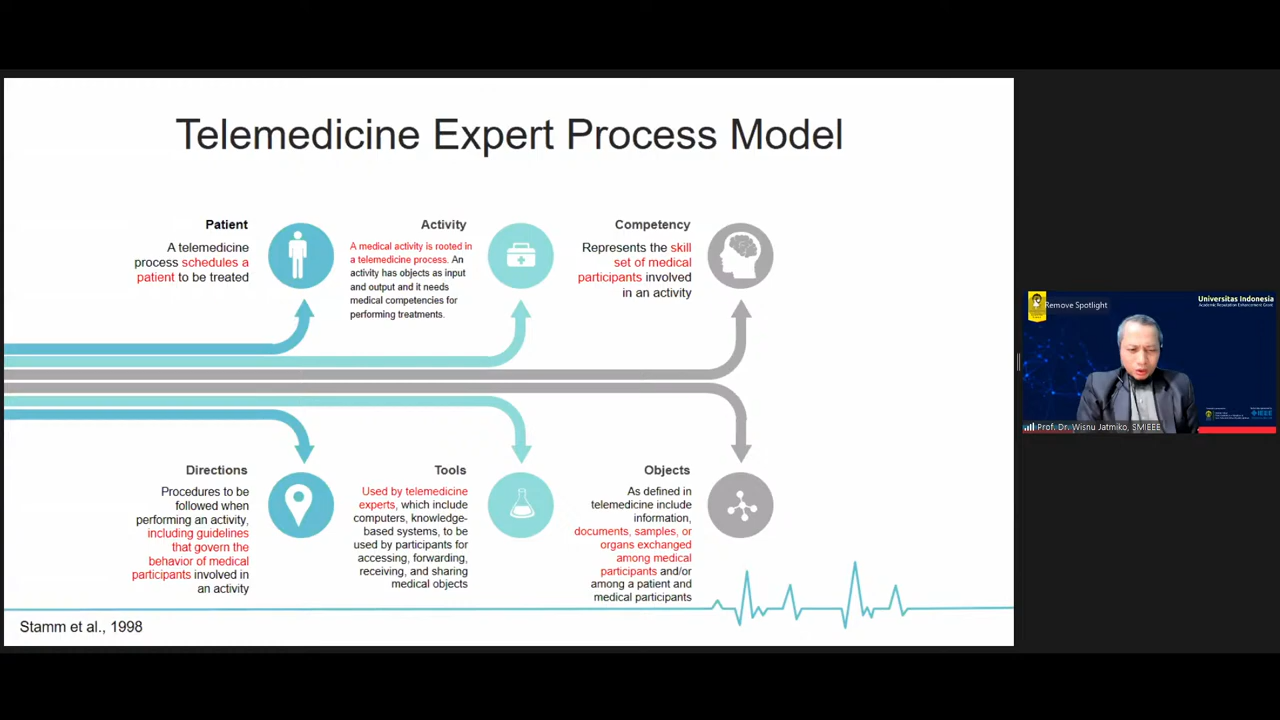 Telemedicine Expert Process Model
Patient
A telemedicine
process schedules a
patient to be treated
Activity
A medical activity is rooted in
a telemedicine process. An
activity has objects as input
and output and it needs
medical competencies for
performing treatments.
Competency
Represents the skill
set of medical
participants involved
in an activity
Directions
Procedures to be
followed when
performing an activity,
including guidelines
that govern the
behavior of medical
participants involved in
an activity
Tools
Used by telemedicine
experts, which include
computers, knowledge-
based systems, to be
used by participants for
accessing, forwarding,
receiving, and sharing
medical objects
Objects
As defined in
telemedicine include
information,
documents, samples, or
organs exchanged
among medical
participants and/or
among a patient and
medical participants
Stamm et al., 1998
Remove Spotlight
Universitas Indonesia
Academic Reputation Enhancement Grant
IEEE
Prof. Dr. Wisnu Jatmiko, SMIEEE